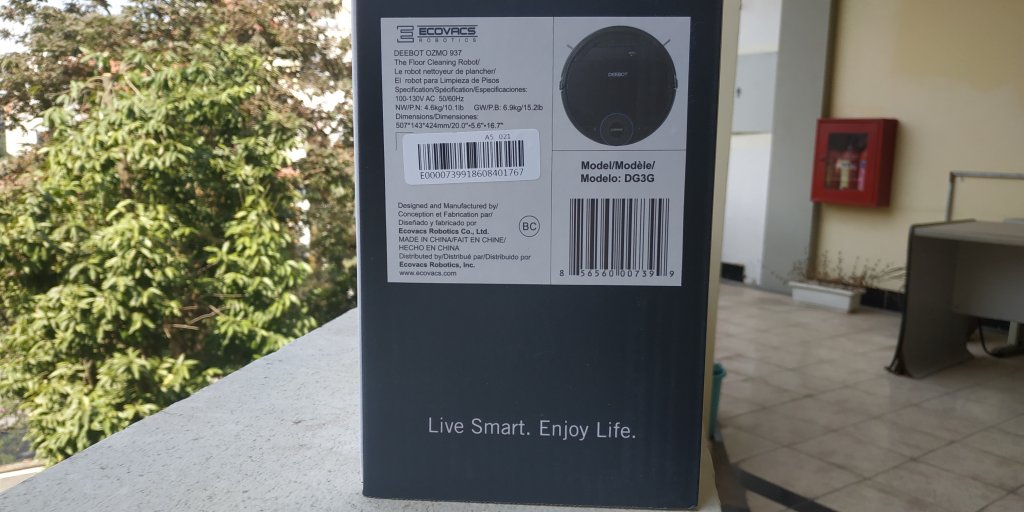 ECOVACS
ROBOTICS
DEEBOT OZMO 937
The Floor Cleaning Robot/
Le robot nettoyeur de plancher/
El robot para Limpieza de Pisos
Specification/Spécification/Especificaciones:
100-130V AC 50/60Hz
NW/P.N: 4.6kg/10.1lb GW/P.B: 6.9kg/15.2lb
Dimensions/Dimensiones:
507*143*424mm/20.0"*5.6"*16.7"
A5 021
E0000739918608401767
Designed and Manufactured by/
Conception et Fabrication par/
Diseñado y fabricado por
Ecovacs Robotics Co., Ltd.
MADE IN CHINA/FAIT EN CHINE/
HECHO EN CHINA
Distributed by/Distribué par/Distribuido por
Ecovacs Robotics, Inc.
www.ecovacs.com
BC
DEEBOT
Model/Modèle/
Modelo: DG3G
8 56560 00739 9
Live Smart. Enjoy Life.